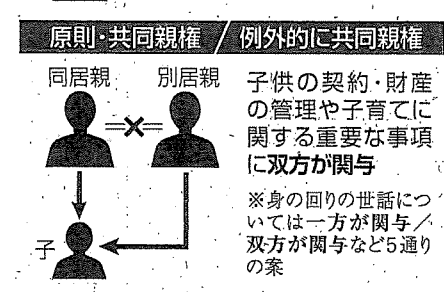 原則・共同親権/例外的に共同親権
同居親
別居親
子
子供の契約・財産
の管理や子育てに
関する重要な事項
に双方が関与
※身の回りの世話につ
いては一方が関与/
双方が関与など5通り
の案